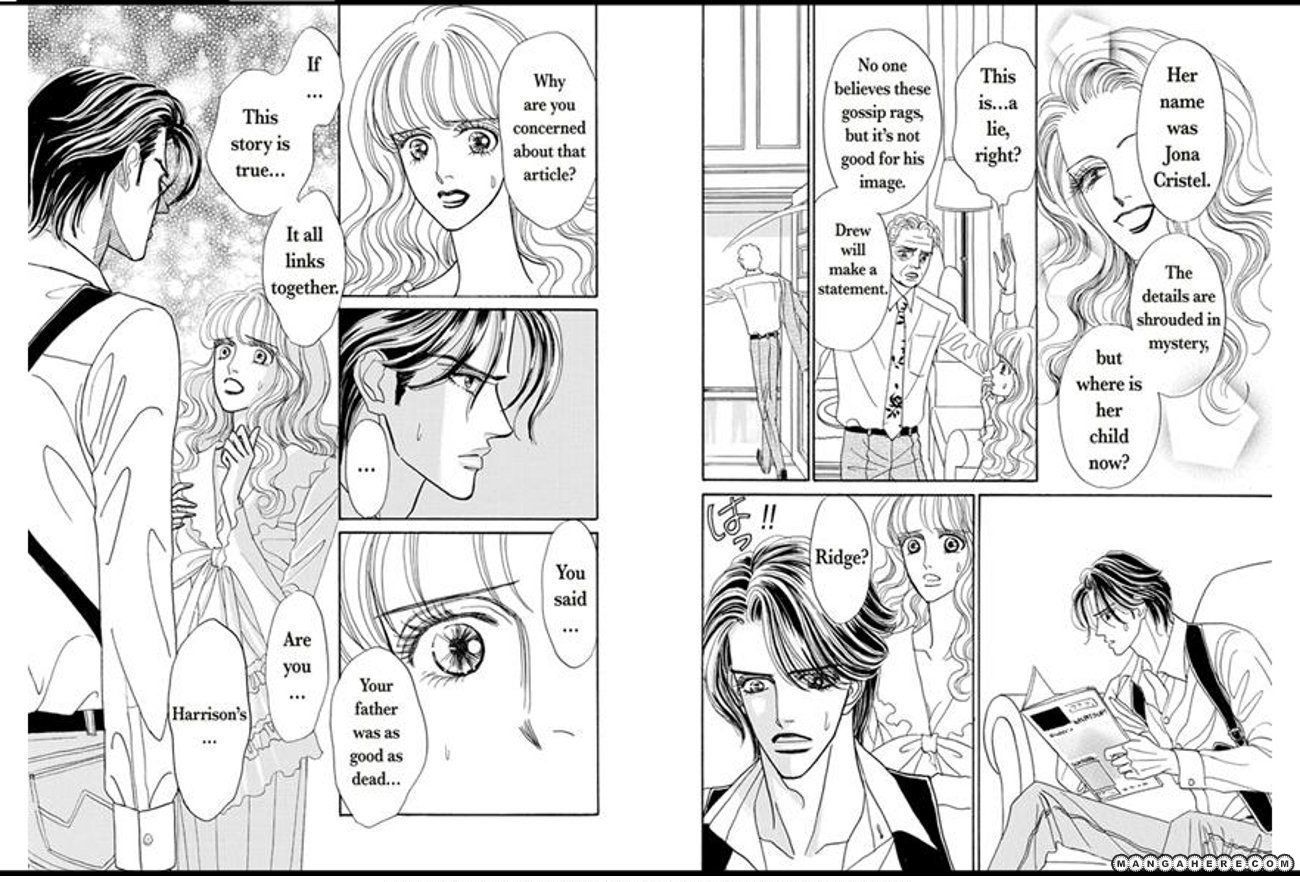 Her
name
was
Jona
Cristel.
The
details are
shrouded in
mystery,
but
where is
her
child
now?
This
is...a
lie,
right?
No one
believes these
gossip rags,
but it's not
good for his
image.
Drew
will
make a
statement.
Ridge?
はっ!!
Why
are you
concerned
about that
article?
...
You
said
...
Your
father
was as
good as
dead...
If
...
This
story is
true...
It all
links
together.
Are
you
...
Harrison's
...
MANGAHERE.COM